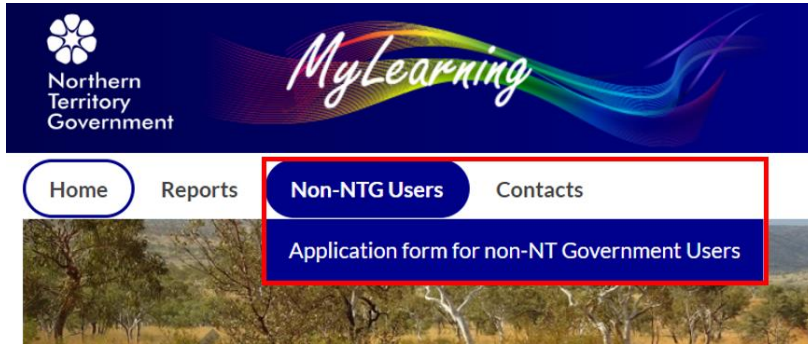 Northern
Territory
Government
MyLearning
Home Reports Non-NTG Users Contacts
Application form for non-NT Government Users